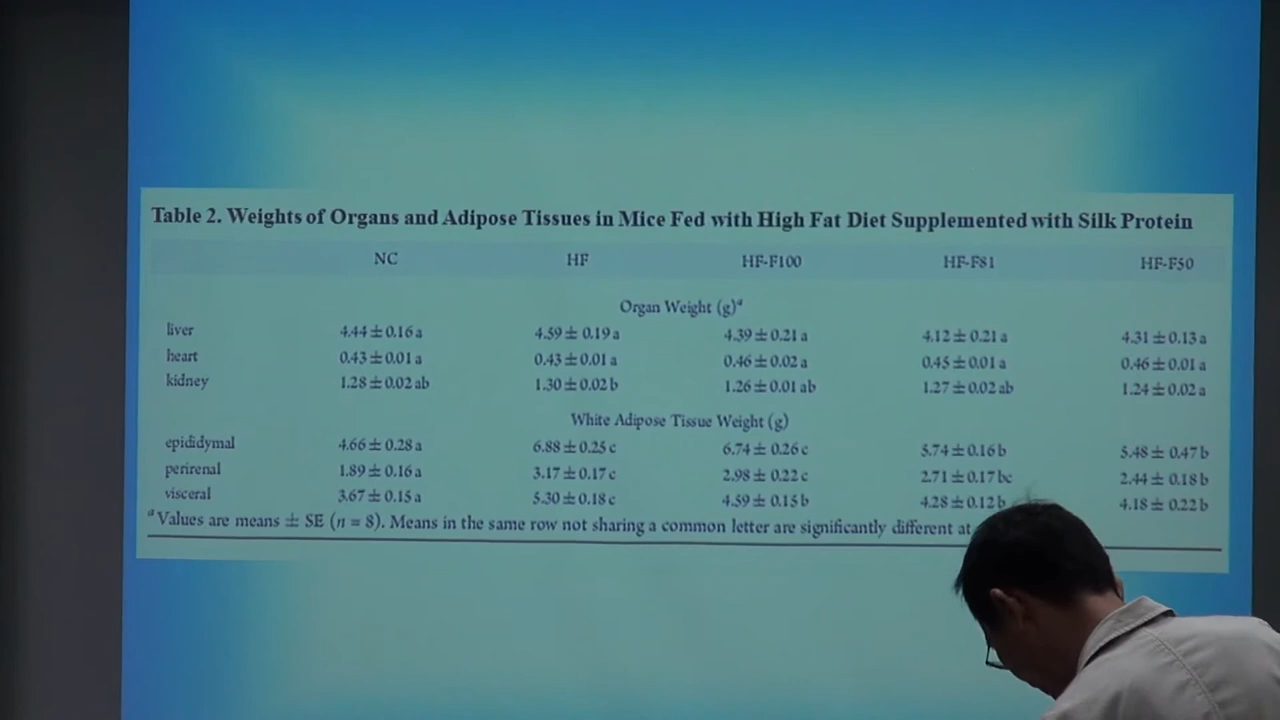 Table 2. Weights of Organs and Adipose Tissues in Mice Fed with High Fat Diet Supplemented with Silk Protein
NC HF HF-F100 HF-F81 HF-F50
Organ Weight (g)a
liver 4.44 ± 0.16 a 4.59 ± 0.19 a 4.39 ± 0.21 a 4.12 ± 0.21 a 4.31 ± 0.13 a
heart 0.43 ± 0.01 a 0.43 ± 0.01 a 0.46 ± 0.02 a 0.45 ± 0.01 a 0.46 ± 0.01 a
kidney 1.28 ± 0.02 ab 1.30 ± 0.02 b 1.26 ± 0.01 ab 1.27 ± 0.02 ab 1.24 ± 0.02 a
White Adipose Tissue Weight (g)
epididymal 4.66 ± 0.28 a 6.88 ± 0.25 c 6.74 ± 0.26 c 5.74 ± 0.16 b 5.48 ± 0.47 b
perirenal 1.89 ± 0.16 a 3.17 ± 0.17 c 2.98 ± 0.22 c 2.71 ± 0.17 bc 2.44 ± 0.18 b
visceral 3.67 ± 0.15 a 5.30 ± 0.18 c 4.59 ± 0.15 b 4.28 ± 0.12 b 4.18 ± 0.22 b
a Values are means ± SE (n = 8). Means in the same row not sharing a common letter are significantly different at